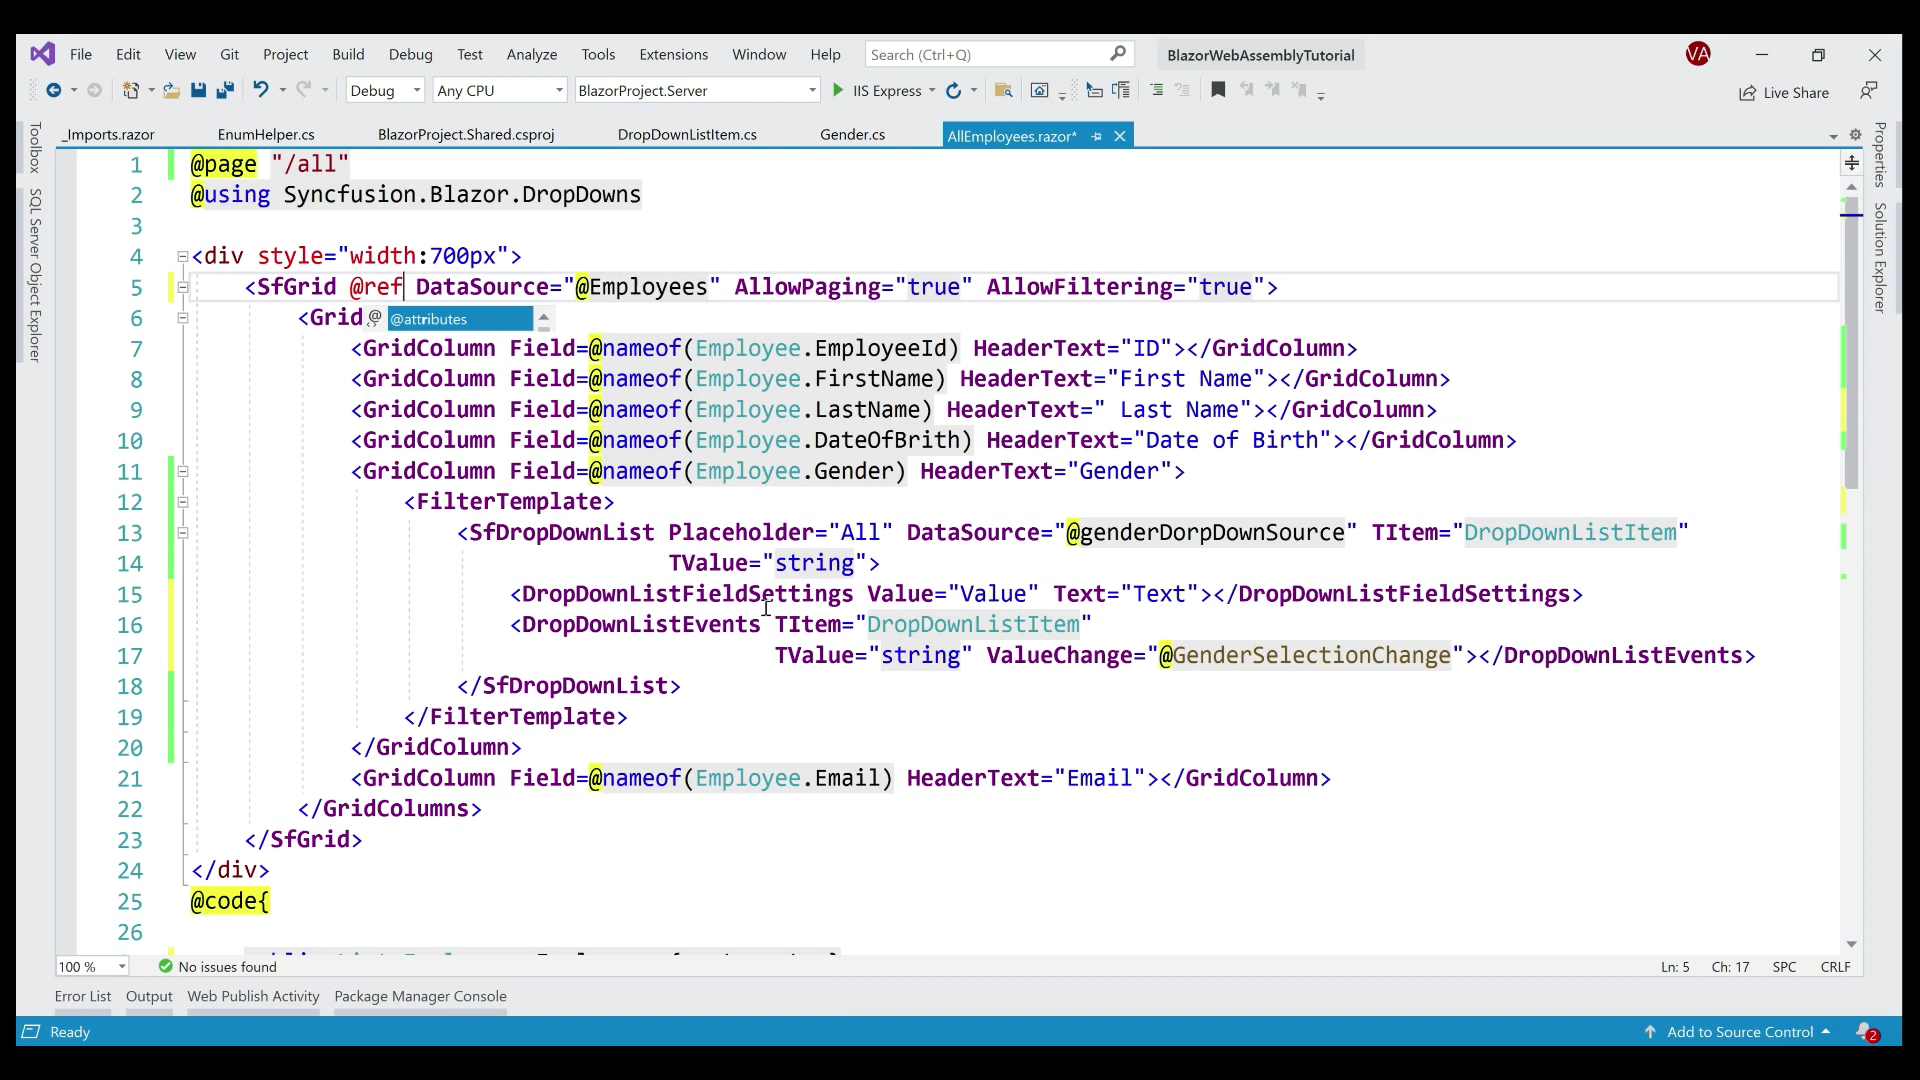 File Edit View Git Project Build Debug Test Analyze Tools Extensions Window Help Search (Ctrl+Q) BlazorWebAssemblyTutorial VA
Debug Any CPU BlazorProject.Server IIS Express Live Share
_Imports.razor EnumHelper.cs BlazorProject.Shared.csproj DropDownListItem.cs Gender.cs AllEmployees.razor*
Toolbox
SQL Server Object Explorer
Properties
Solution Explorer
1 @page "/all"
2 @using Syncfusion.Blazor.DropDowns
3
4 <div style="width:700px">
5 <SfGrid @ref DataSource="@Employees" AllowPaging="true" AllowFiltering="true">
6 <Grid @attributes
7 <GridColumn Field=@nameof(Employee.EmployeeId) HeaderText="ID"></GridColumn>
8 <GridColumn Field=@nameof(Employee.FirstName) HeaderText="First Name"></GridColumn>
9 <GridColumn Field=@nameof(Employee.LastName) HeaderText=" Last Name"></GridColumn>
10 <GridColumn Field=@nameof(Employee.DateOfBrith) HeaderText="Date of Birth"></GridColumn>
11 <GridColumn Field=@nameof(Employee.Gender) HeaderText="Gender">
12 <FilterTemplate>
13 <SfDropDownList Placeholder="All" DataSource="@genderDorpDownSource" TItem="DropDownListItem"
14 TValue="string">
15 <DropDownListFieldSettings Value="Value" Text="Text"></DropDownListFieldSettings>
16 <DropDownListEvents TItem="DropDownListItem"
17 TValue="string" ValueChange="@GenderSelectionChange"></DropDownListEvents>
18 </SfDropDownList>
19 </FilterTemplate>
20 </GridColumn>
21 <GridColumn Field=@nameof(Employee.Email) HeaderText="Email"></GridColumn>
22 </GridColumns>
23 </SfGrid>
24 </div>
25 @code{
26
100 % No issues found Ln: 5 Ch: 17 SPC CRLF
Error List Output Web Publish Activity Package Manager Console
Ready Add to Source Control 2